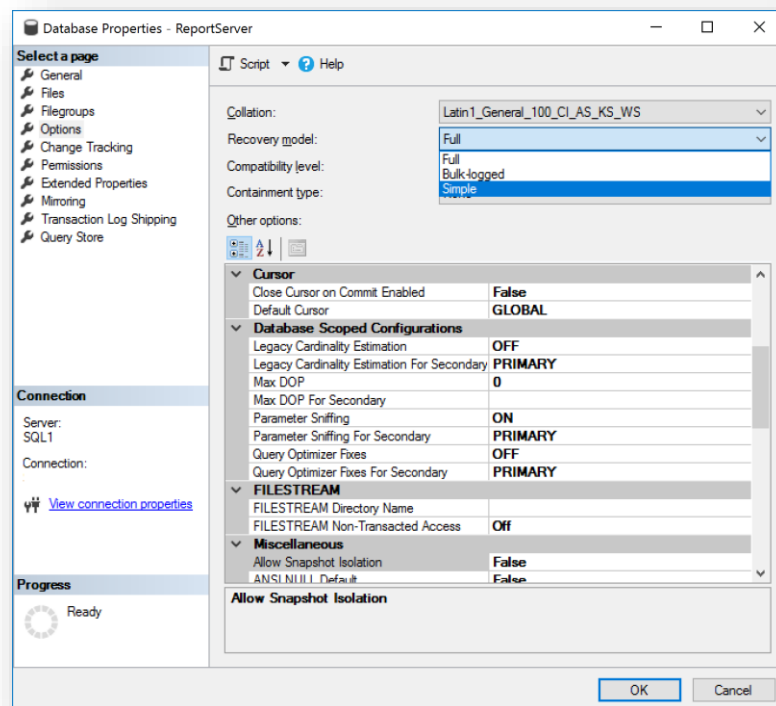 Database Properties - ReportServer
Select a page
General
Files
Filegroups
Options
Change Tracking
Permissions
Extended Properties
Mirroring
Transaction Log Shipping
Query Store
Connection
Server:
SQL1
Connection:
View connection properties
Progress
Ready
Script Help
Collation: Latin1_General_100_CI_AS_KS_WS
Recovery model: Full
Full
Compatibility level: Bulk-logged
Containment type: Simple
Other options:
Cursor
Close Cursor on Commit Enabled False
Default Cursor GLOBAL
Database Scoped Configurations
Legacy Cardinality Estimation OFF
Legacy Cardinality Estimation For Secondary PRIMARY
Max DOP 0
Max DOP For Secondary
Parameter Sniffing ON
Parameter Sniffing For Secondary PRIMARY
Query Optimizer Fixes OFF
Query Optimizer Fixes For Secondary PRIMARY
FILESTREAM
FILESTREAM Directory Name
FILESTREAM Non-Transacted Access Off
Miscellaneous
Allow Snapshot Isolation False
ANSI NULL Default False
Allow Snapshot Isolation
OK Cancel